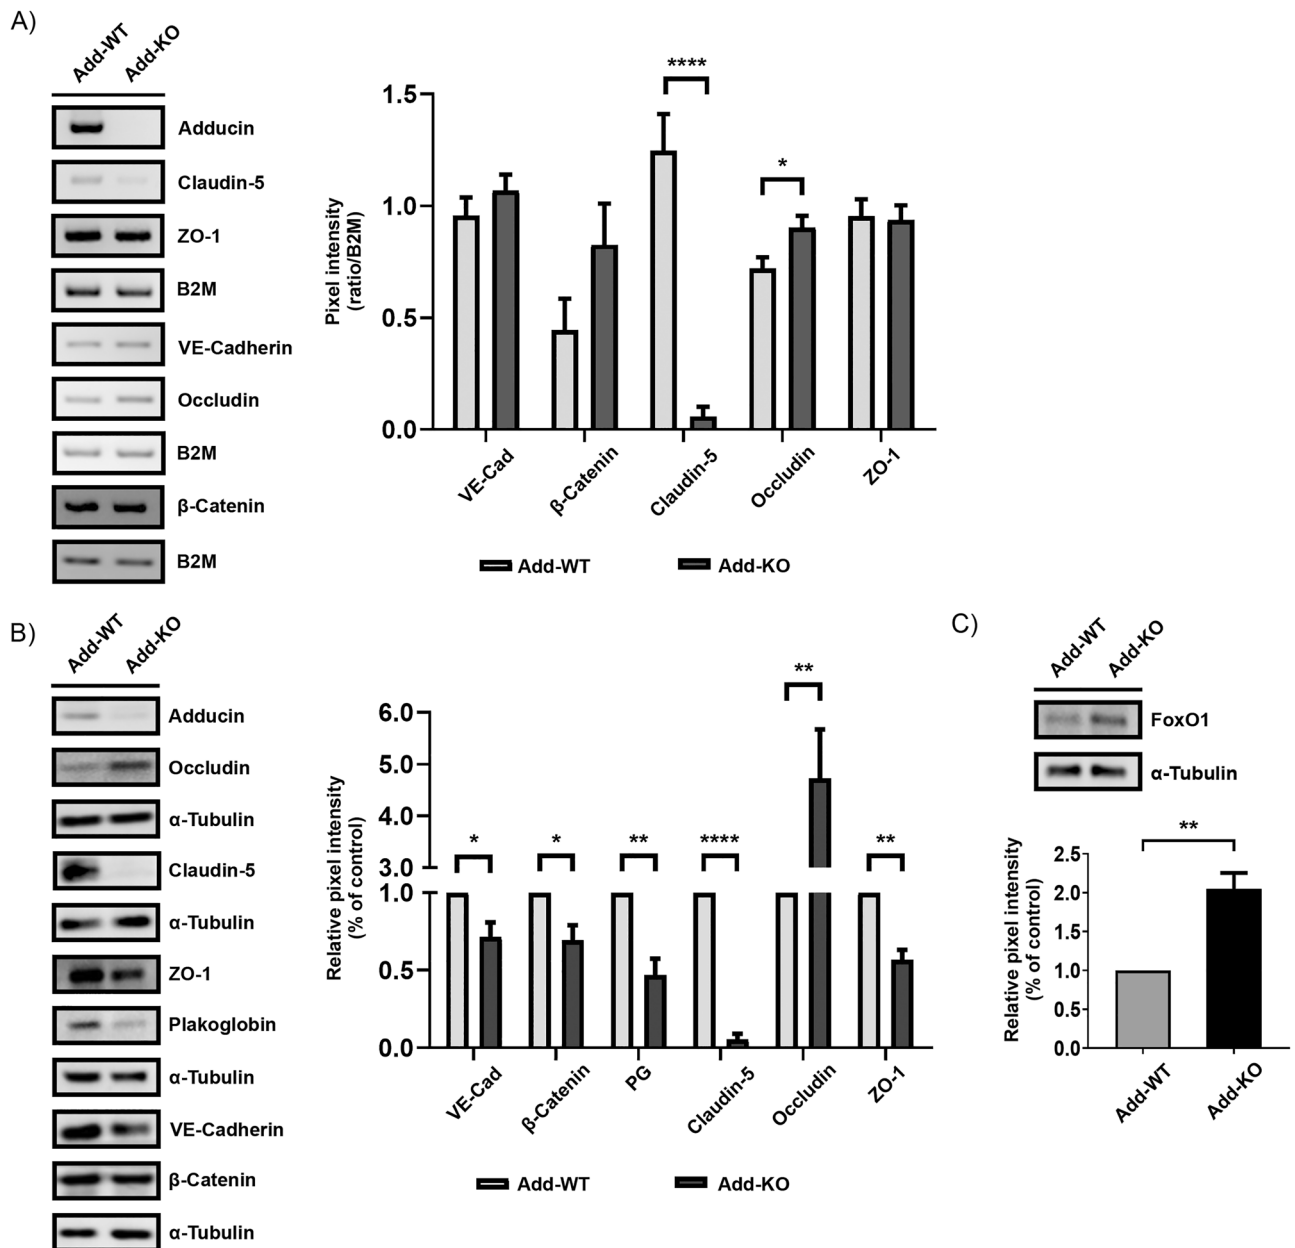 A)
Add-WT
Add-KO
Adducin
Claudin-5
ZO-1
B2M
VE-Cadherin
Occludin
B2M
β-Catenin
B2M
Pixel intensity
(ratio/B2M)
1.5
1.0
0.5
0.0
****
*
VE-Cad
β-Catenin
Claudin-5
Occludin
ZO-1
Add-WT
Add-KO
B)
Add-WT
Add-KO
Adducin
Occludin
α-Tubulin
Claudin-5
α-Tubulin
ZO-1
Plakoglobin
α-Tubulin
VE-Cadherin
β-Catenin
α-Tubulin
Relative pixel intensity
(% of control)
6.0
5.0
4.0
3.0
1.0
0.5
0.0
*
*
**
****
**
**
VE-Cad
β-Catenin
PG
Claudin-5
Occludin
ZO-1
Add-WT
Add-KO
C)
Add-WT
Add-KO
FoxO1
α-Tubulin
Relative pixel intensity
(% of control)
2.5
2.0
1.5
1.0
0.5
0.0
**
Add-WT
Add-KO